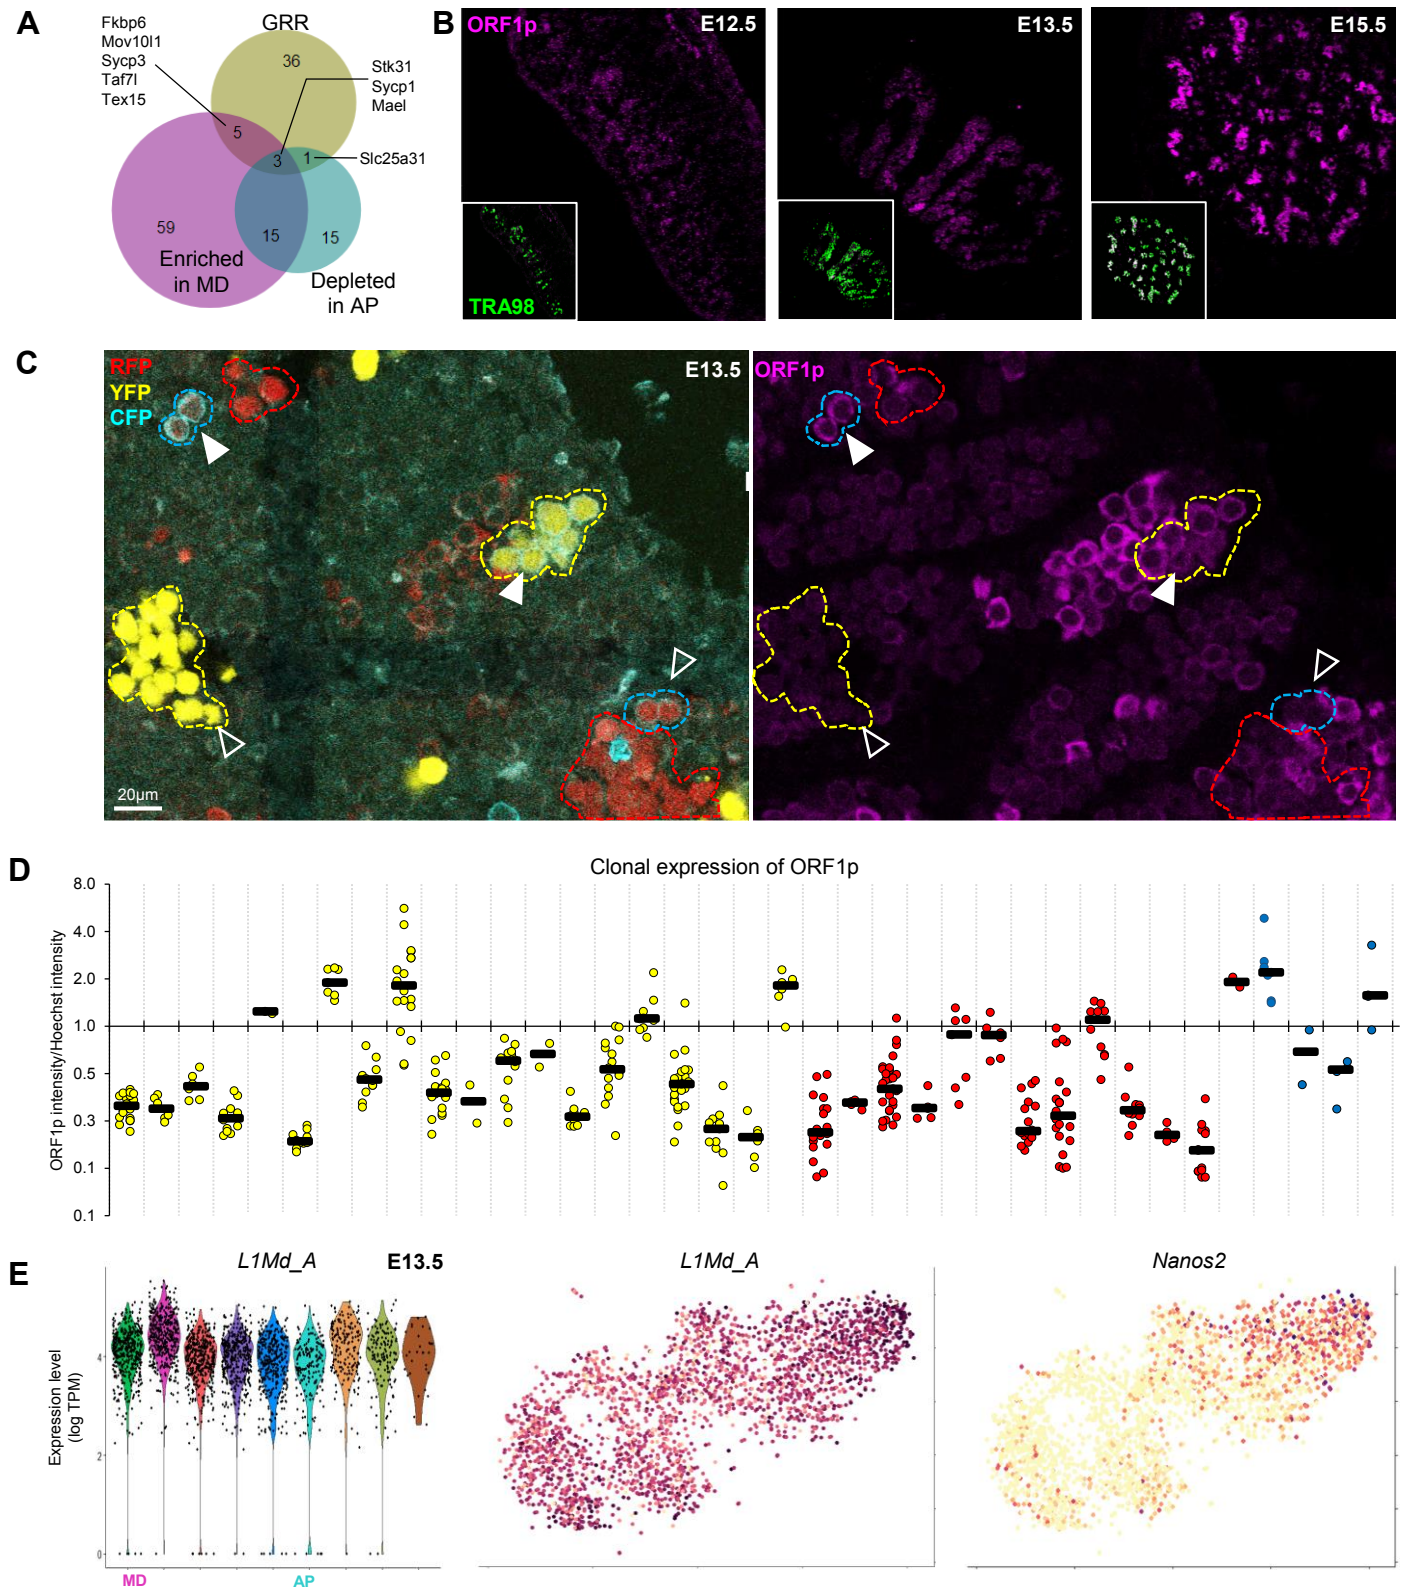 A
Fkbp6
Mov10l1
Sycp3
Taf7l
Tex15
GRR
36
Stk31
Sycp1
Mael
5
3
1
Slc25a31
59
15
15
Enriched
in MD
Depleted
in AP
B
ORF1p
E12.5
TRA98
E13.5
E15.5
C
RFP
YFP
CFP
E13.5
20µm
ORF1p
D
Clonal expression of ORF1p
ORF1p intensity/Hoechst intensity
8.0
4.0
2.0
1.0
0.5
0.3
0.1
0.1
E
L1Md_A
E13.5
Expression level
(log TPM)
4
2
0
MD
AP
L1Md_A
Nanos2